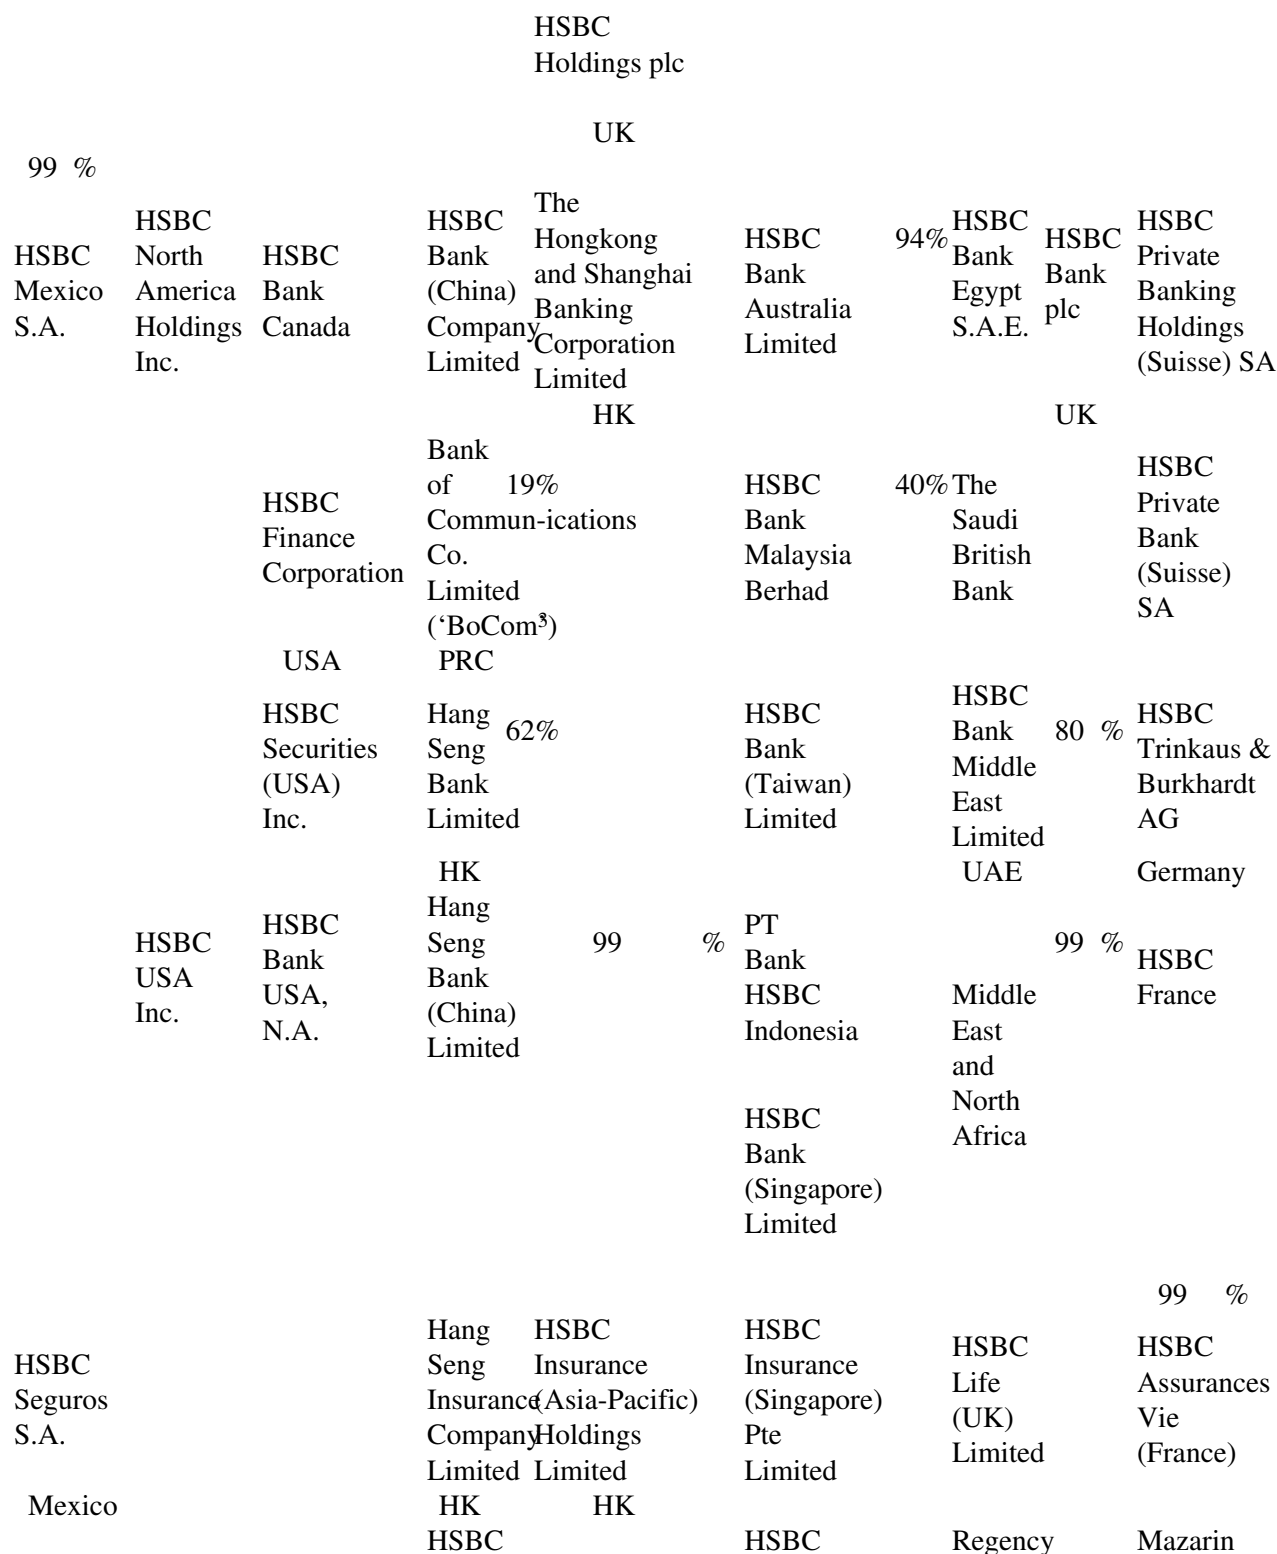 HSBC
Holdings plc
UK
99 %
HSBC
Mexico
S.A.
HSBC
North
America
Holdings
Inc.
HSBC
Bank
Canada
HSBC
Bank
(China)
Company
Limited
The
Hongkong
and Shanghai
Banking
Corporation
Limited
HSBC
Bank
Australia
Limited
94%
HSBC
Bank
Egypt
S.A.E.
HSBC
Bank
plc
HSBC
Private
Banking
Holdings
(Suisse) SA
HK
UK
HSBC
Finance
Corporation
Bank
of
Commun-ications
Co.
Limited
(‘BoCom’)
19%
HSBC
Bank
Malaysia
Berhad
40%
The
Saudi
British
Bank
HSBC
Private
Bank
(Suisse)
SA
USA
PRC
HSBC
Securities
(USA)
Inc.
Hang
Seng
Bank
Limited
62%
HSBC
Bank
(Taiwan)
Limited
HSBC
Bank
Middle
East
Limited
80 %
HSBC
Trinkaus &
Burkhardt
AG
HK
UAE
Germany
HSBC
USA
Inc.
HSBC
Bank
USA,
N.A.
Hang
Seng
Bank
(China)
Limited
99 %
PT
Bank
HSBC
Indonesia
Middle
East
and
North
Africa
99 %
HSBC
France
HSBC
Bank
(Singapore)
Limited
99 %
HSBC
Seguros
S.A.
Hang
Seng
Insurance
Company
Limited
HSBC
Insurance
(Asia-Pacific)
Holdings
Limited
HSBC
Insurance
(Singapore)
Pte
Limited
HSBC
Life
(UK)
Limited
HSBC
Assurances
Vie
(France)
Mexico
HK
HK
HSBC
HSBC
Regency
Mazarin